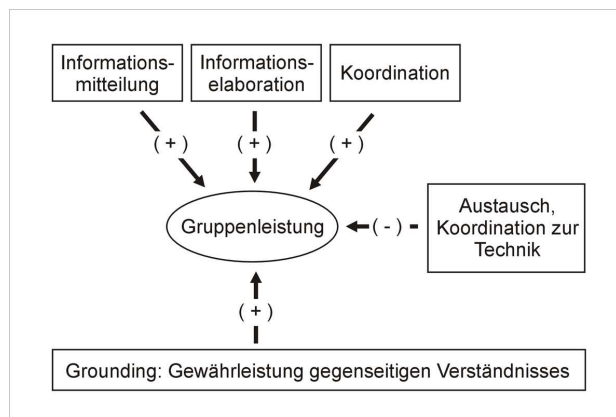 Informations-
mitteilung
Informations-
elaboration
Koordination
(+)
(+)
(+)
Gruppenleistung
(-)
Austausch,
Koordination zur
Technik
(+)
Grounding: Gewährleistung gegenseitigen Verständnisses